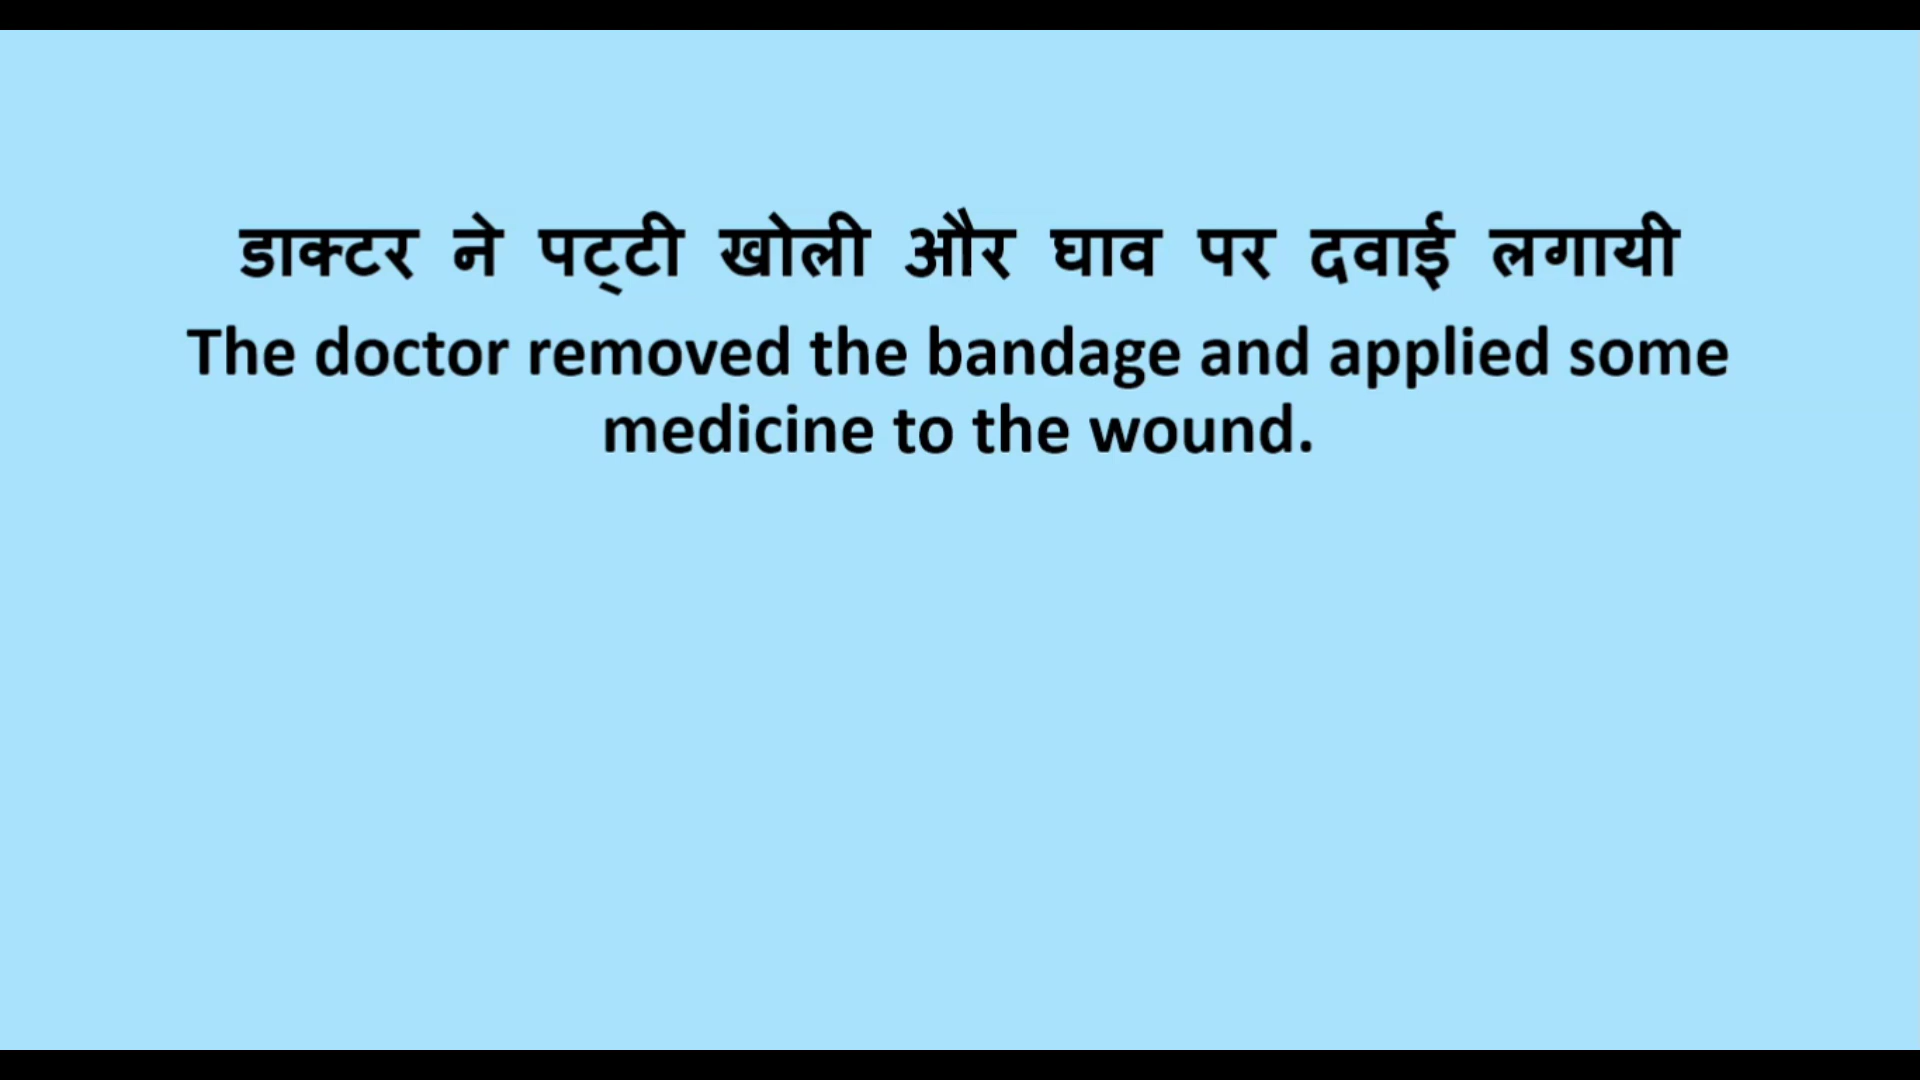 डाक्टर ने पट्टी खोली और घाव पर दवाई लगायी
The doctor removed the bandage and applied some
medicine to the wound.